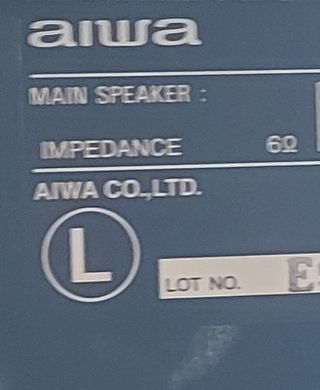 aiwa
MAIN SPEAKER :
IMPEDANCE 6Ω
AIWA CO.,LTD.
L
LOT NO. E